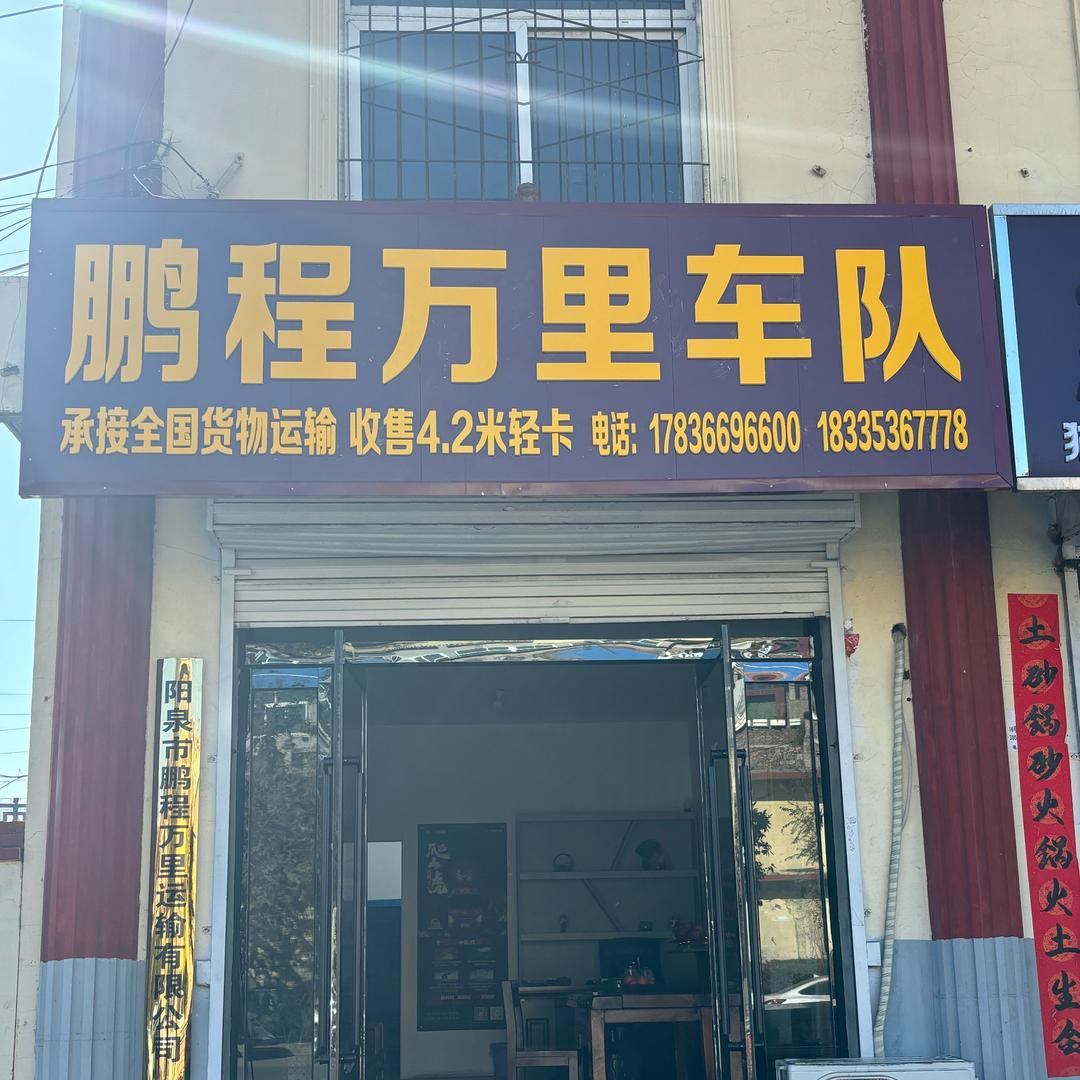 鹏程万里车队
承接全国货物运输 收售4.2米轻卡 电话: 17836696600 18335367778
阳泉市鹏程万里运输有限公司
土砂锅砂火锅火土生金